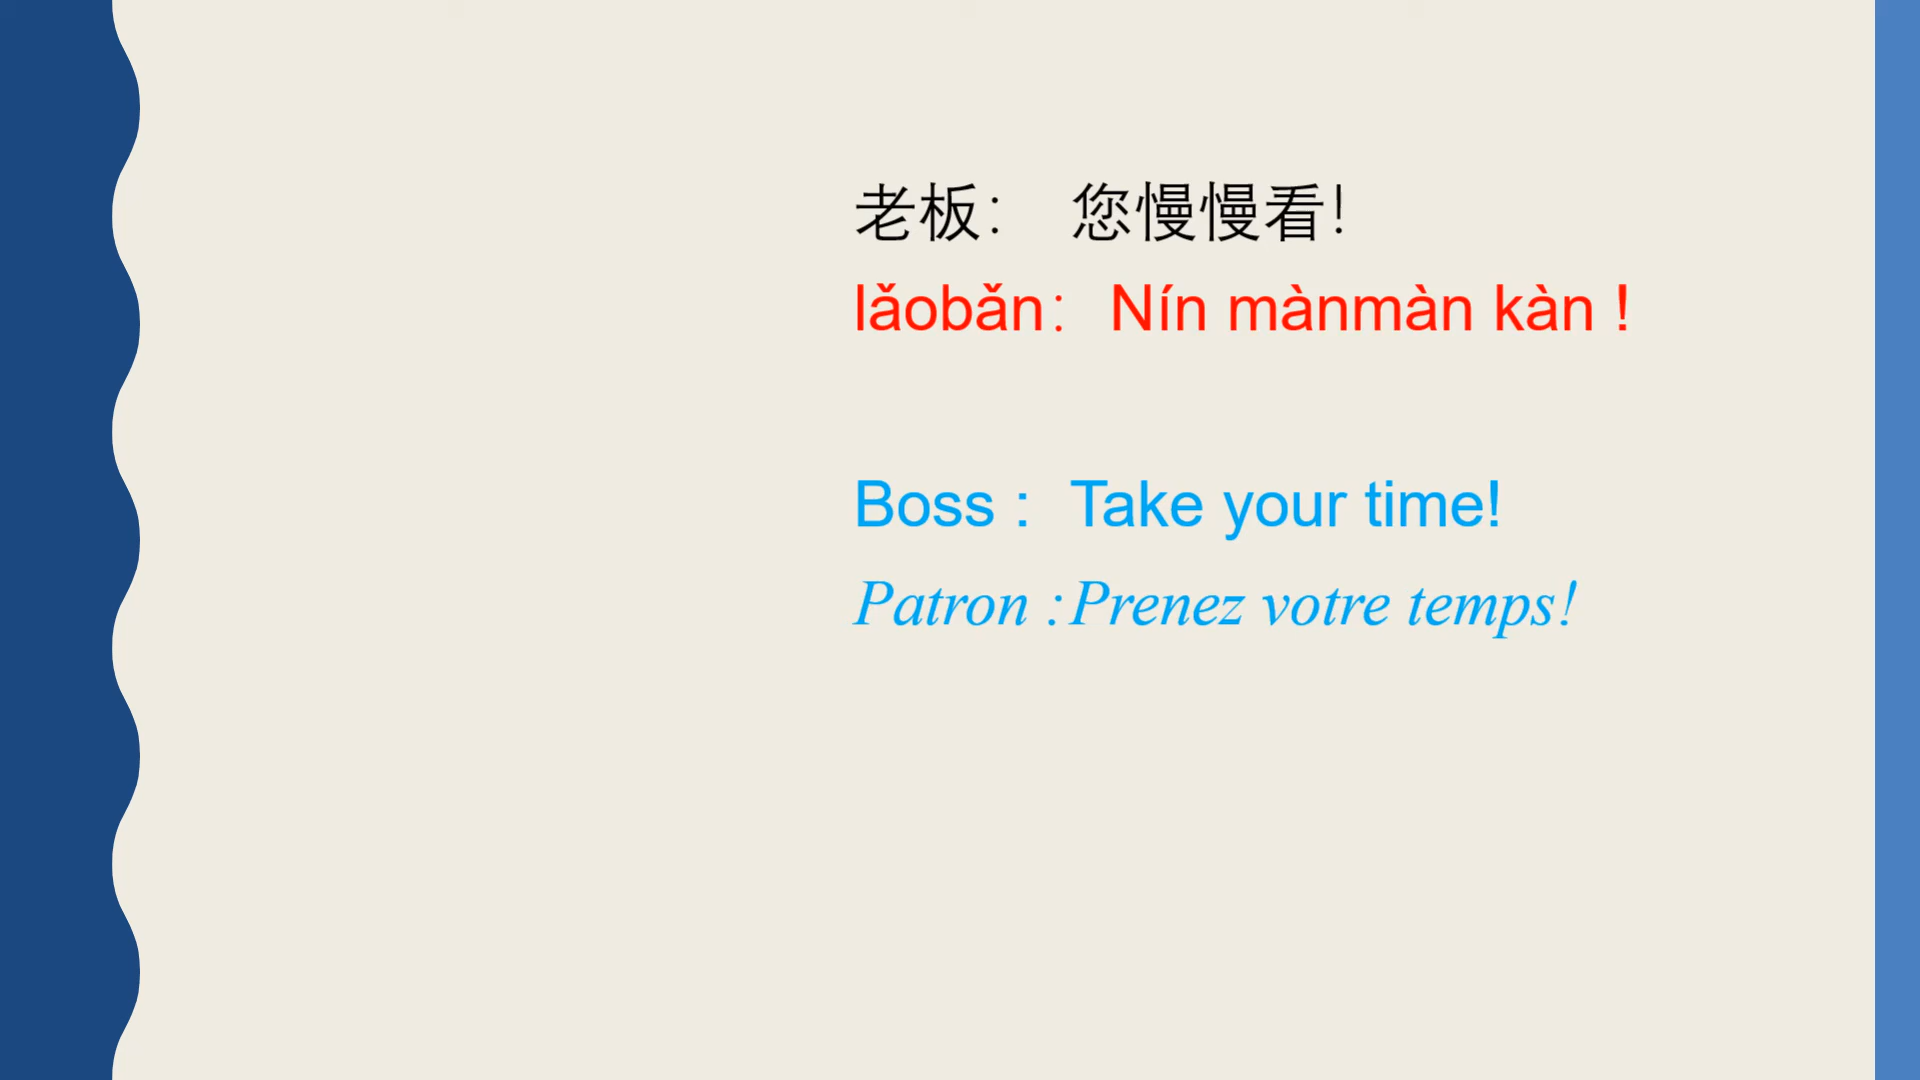 老板： 您慢慢看!
lǎobǎn： Nín mànmàn kàn !
Boss : Take your time!
Patron :Prenez votre temps!